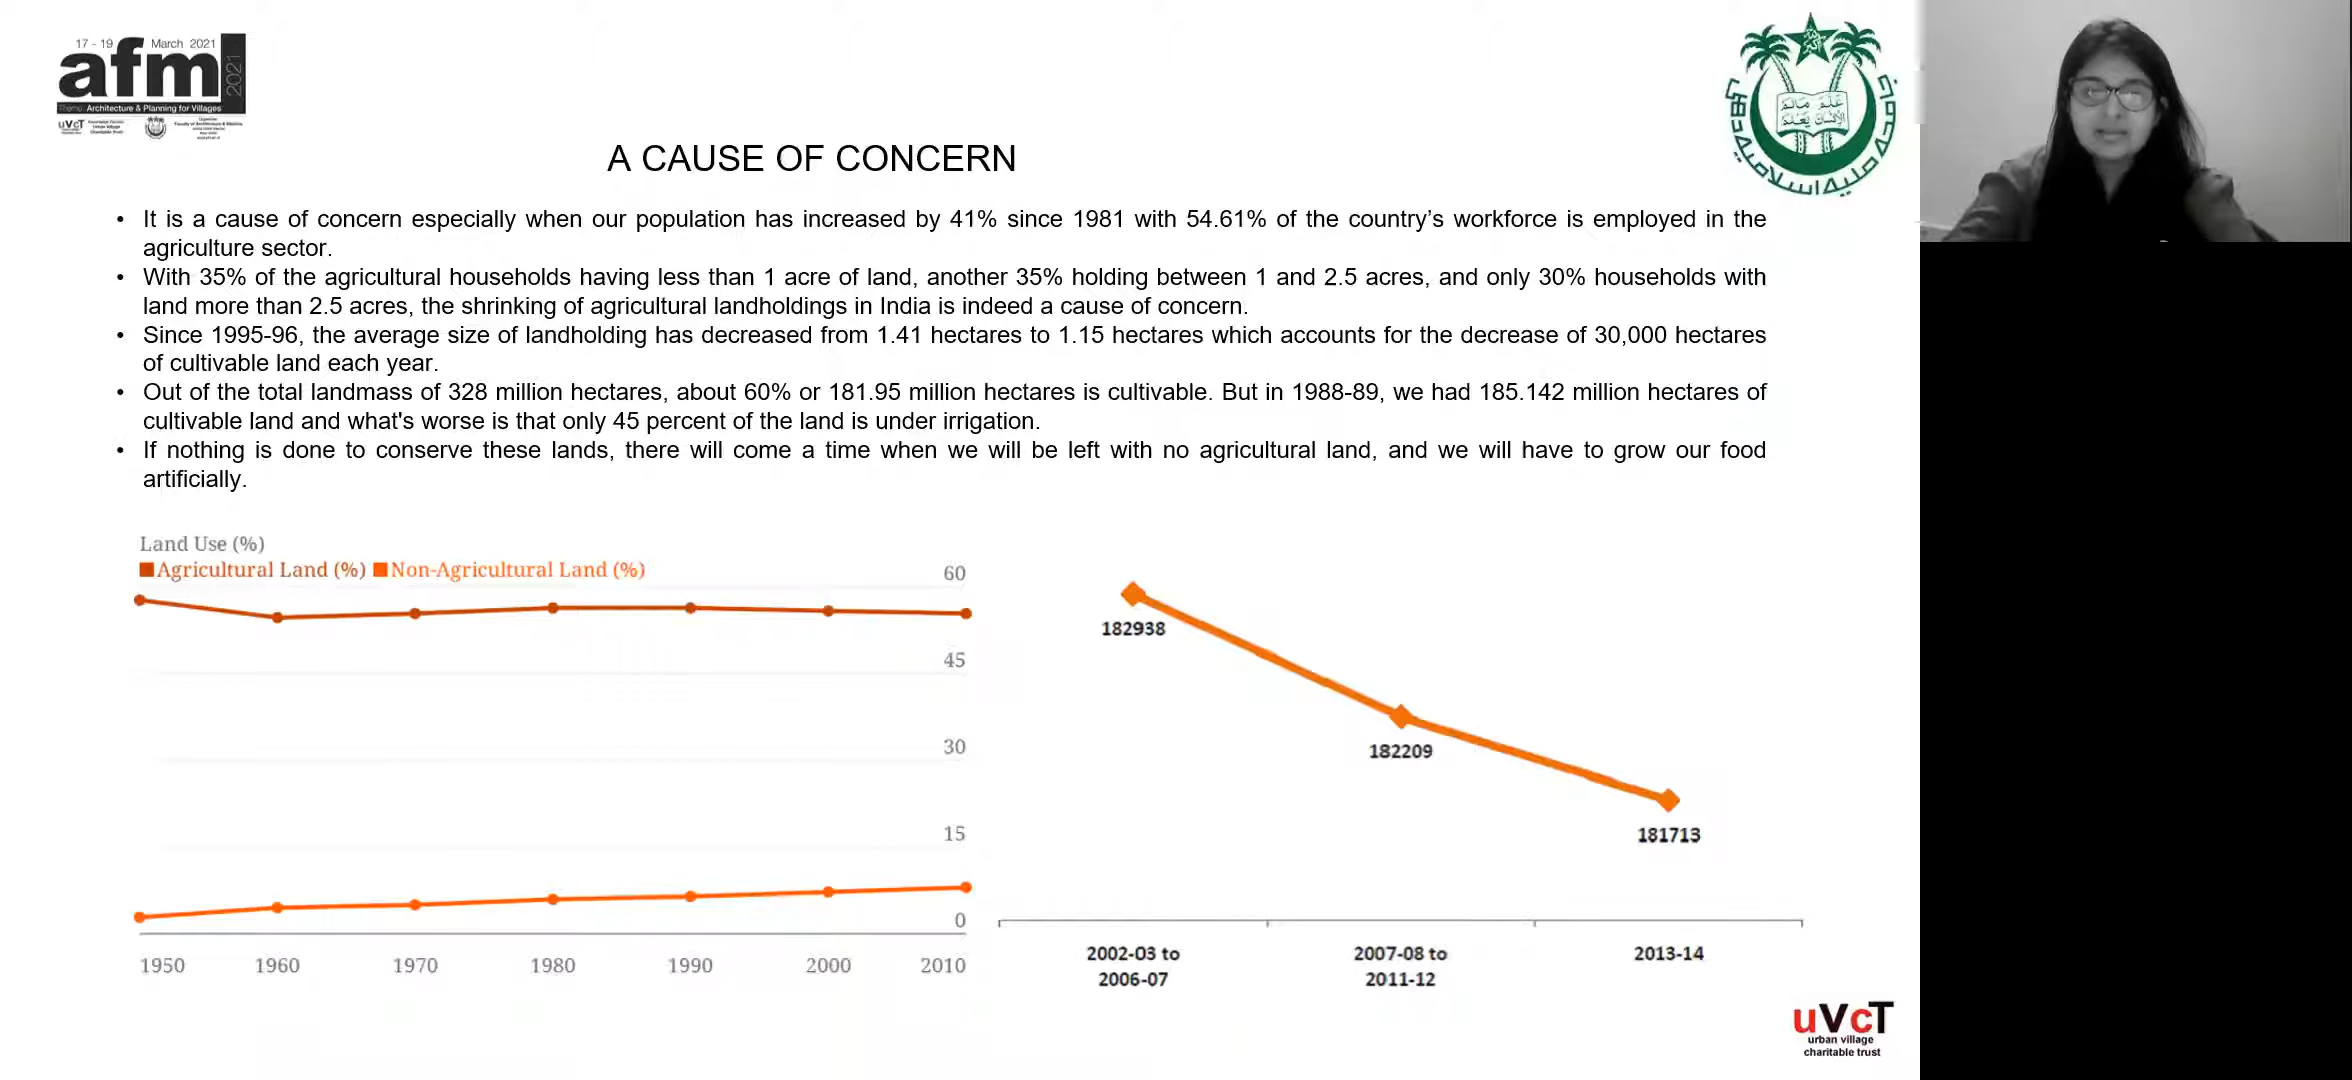 17 - 19 March 2021
afm
2021
Theme: Architecture & Planning for Villages
uVcT
Charitable Trust
Faculty of Architecture & Ekistics
علم مالم
الإنسان يعلم
A CAUSE OF CONCERN
• It is a cause of concern especially when our population has increased by 41% since 1981 with 54.61% of the country’s workforce is employed in the
agriculture sector.
• With 35% of the agricultural households having less than 1 acre of land, another 35% holding between 1 and 2.5 acres, and only 30% households with
land more than 2.5 acres, the shrinking of agricultural landholdings in India is indeed a cause of concern.
• Since 1995-96, the average size of landholding has decreased from 1.41 hectares to 1.15 hectares which accounts for the decrease of 30,000 hectares
of cultivable land each year.
• Out of the total landmass of 328 million hectares, about 60% or 181.95 million hectares is cultivable. But in 1988-89, we had 185.142 million hectares of
cultivable land and what's worse is that only 45 percent of the land is under irrigation.
• If nothing is done to conserve these lands, there will come a time when we will be left with no agricultural land, and we will have to grow our food
artificially.
Land Use (%)
Agricultural Land (%) Non-Agricultural Land (%)
60
45
30
15
0
1950 1960 1970 1980 1990 2000 2010
182938
182209
181713
2002-03 to
2006-07
2007-08 to
2011-12
2013-14
uVcT
urban village
charitable trust